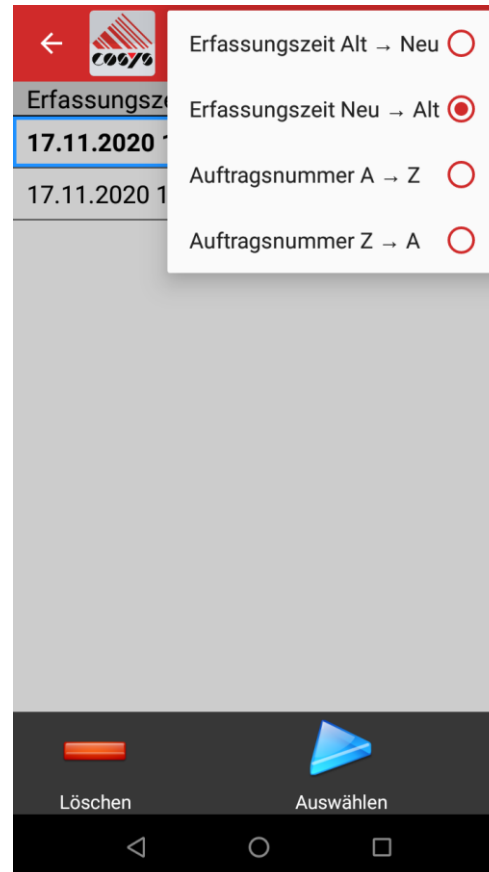 COSYS
Erfassungszeit Alt → Neu
Erfassungszeit Neu → Alt
Auftragsnummer A → Z
Auftragsnummer Z → A
Erfassungsze
17.11.2020 1
17.11.2020 1
Löschen
Auswählen